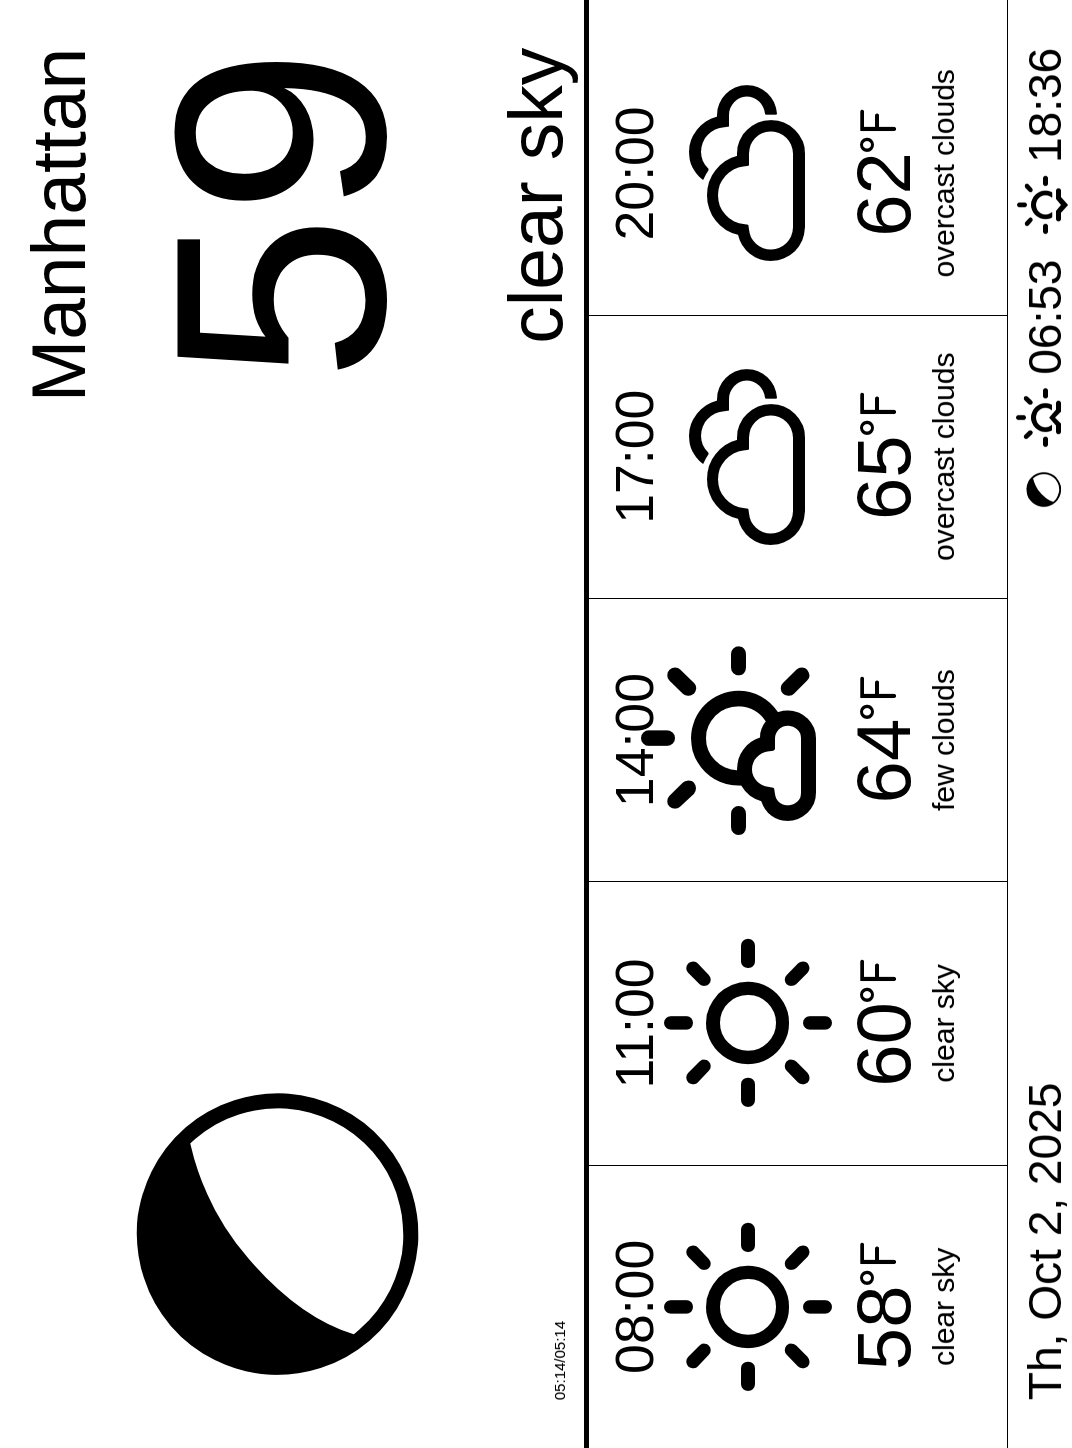 Manhattan
59
clear sky
05:14/05:14
08:00
58°F
clear sky
11:00
60°F
clear sky
14:00
64°F
few clouds
17:00
65°F
overcast clouds
20:00
62°F
overcast clouds
Th, Oct 2, 2025
06:53
18:36